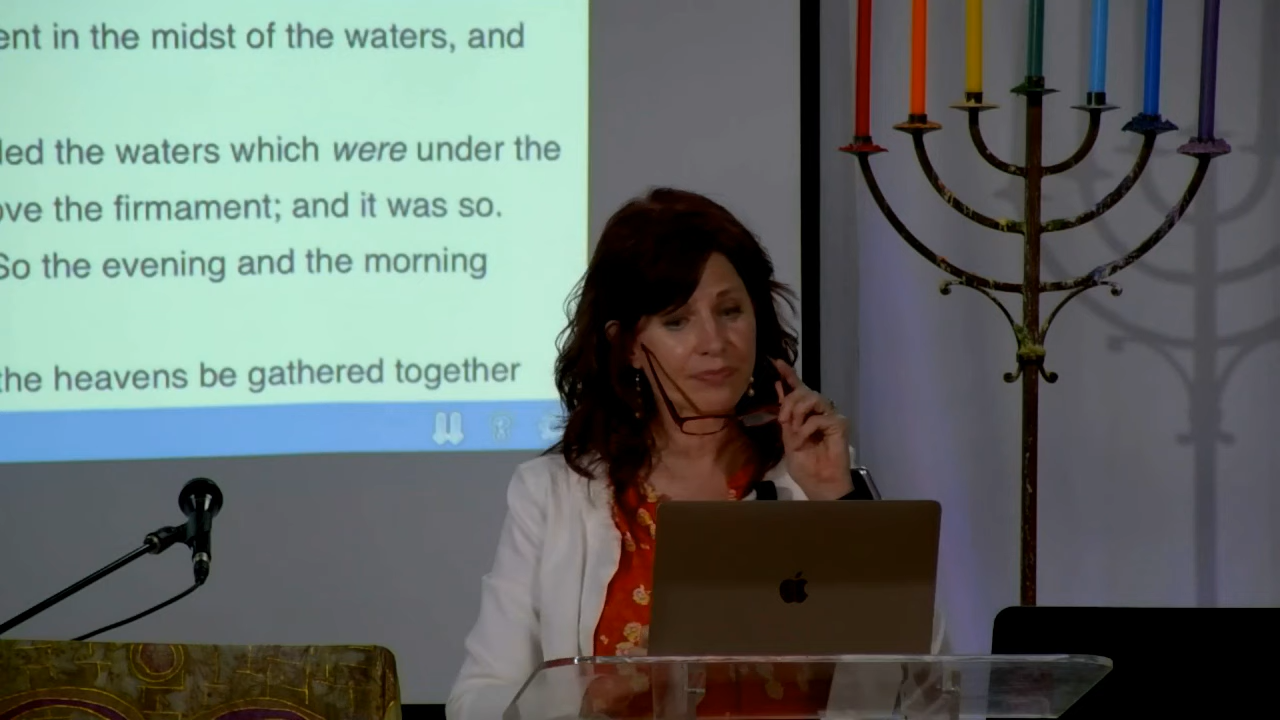 ent in the midst of the waters, and
led the waters which were under the
ove the firmament; and it was so.
So the evening and the morning
the heavens be gathered together